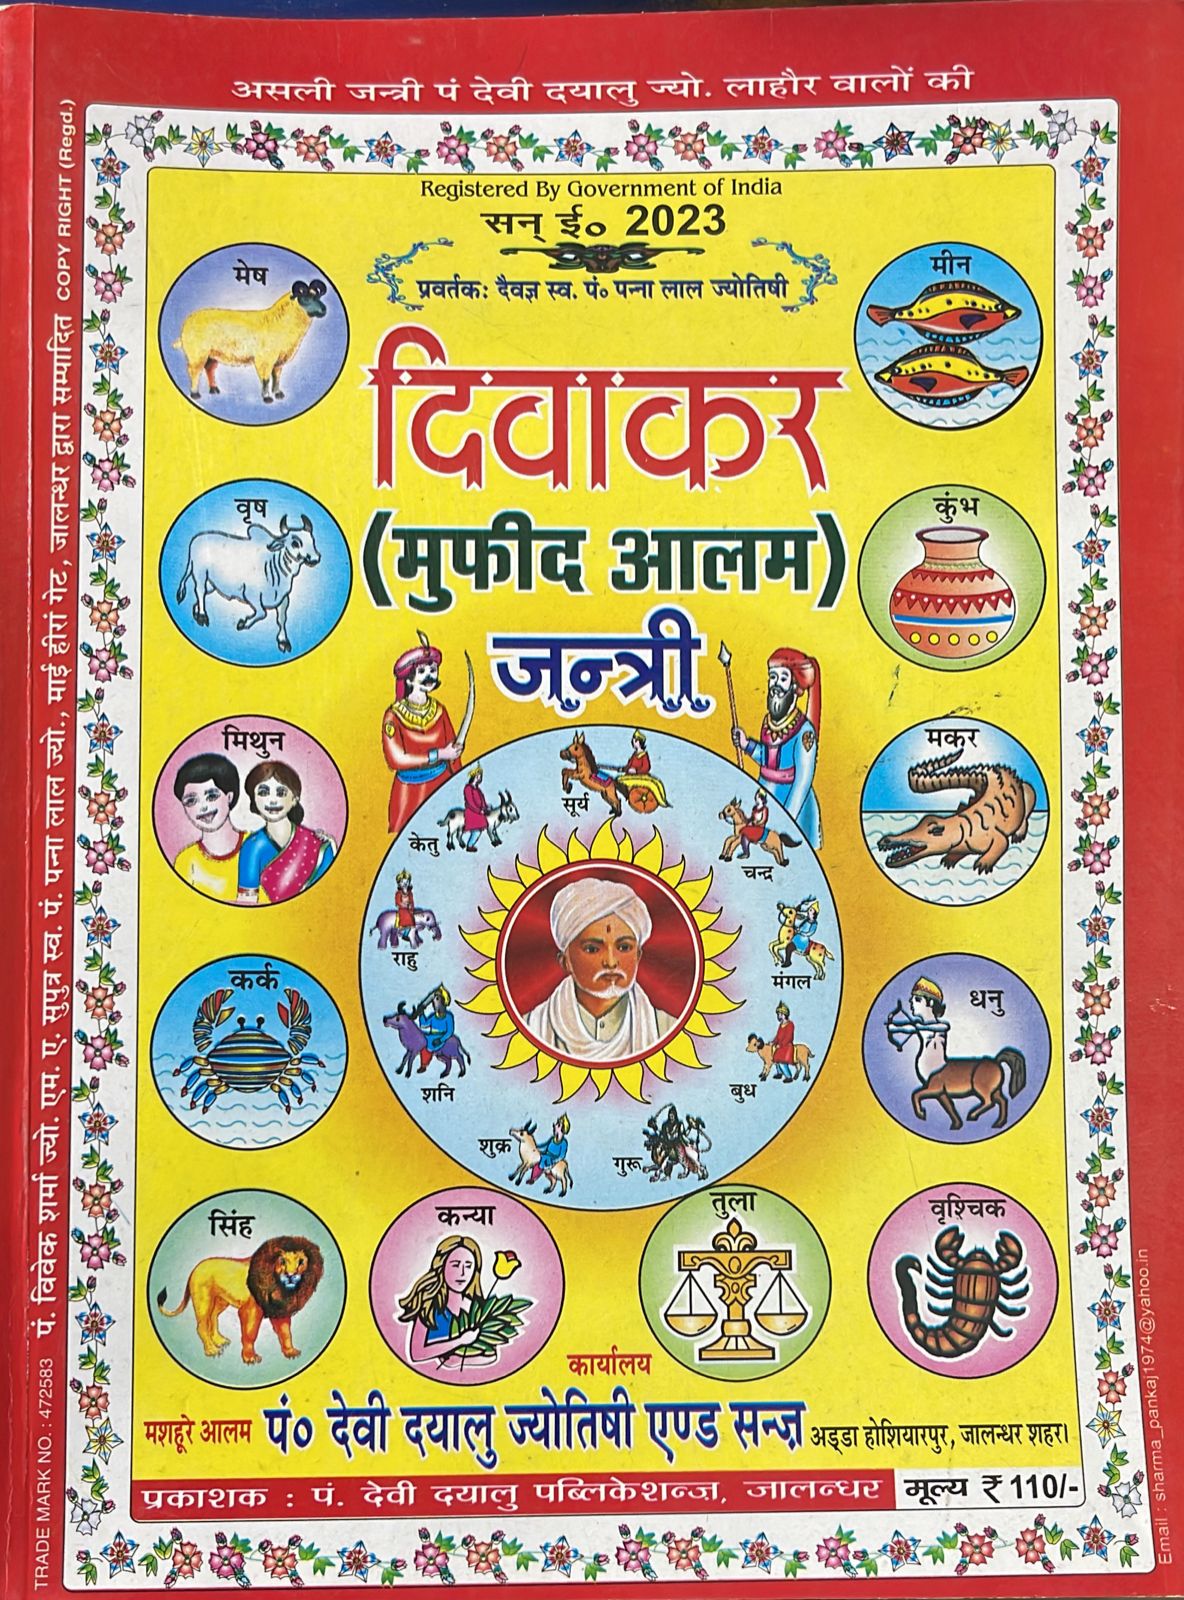 असली जन्त्री पं देवी दयालु ज्यो. लाहौर वालों की
Registered By Government of India
सन् ई० 2023
प्रवर्तक: दैवज्ञ स्व. पं० पन्ना लाल ज्योतिषी
दिवाकर
(मुफीद आलम)
जन्त्री
मेष
वृष
मिथुन
कर्क
सिंह
कन्या
तुला
वृश्चिक
धनु
मकर
कुंभ
मीन
सूर्य
चन्द्र
मंगल
बुध
गुरू
शुक्र
शनि
राहु
केतु
कार्यालय
मशहूरे आलम पं० देवी दयालु ज्योतिषी एण्ड सन्ज़ अड्डा होशियारपुर, जालन्धर शहर।
प्रकाशक : पं. देवी दयालु पब्लिकेशन्ज, जालन्धर मूल्य ₹ 110/-
TRADE MARK NO. : 472583 पं. विवेक शर्मा ज्यो. एम. ए. सुपुत्र स्व. पं. पन्ना लाल ज्यो., माई हीरां गेट, जालन्धर द्वारा सम्पादित COPY RIGHT (Regd.)
Email : sharma_pankaj1974@yahoo.in